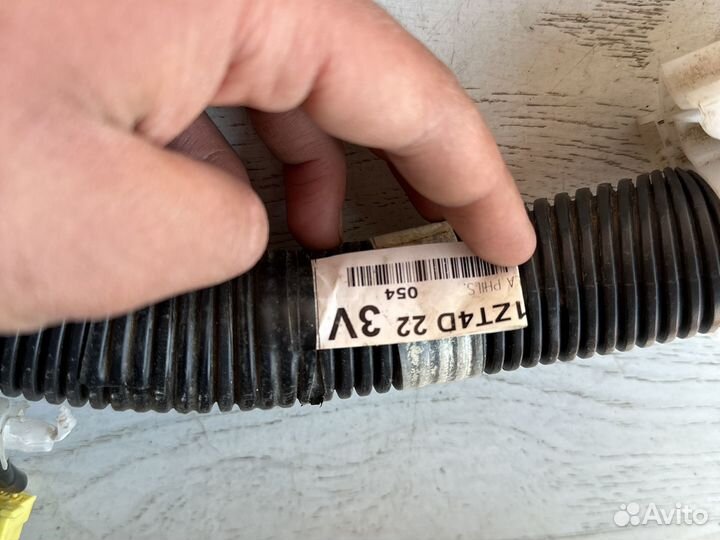 .A PHILS.
054
1ZT4D 22 3V
Avito